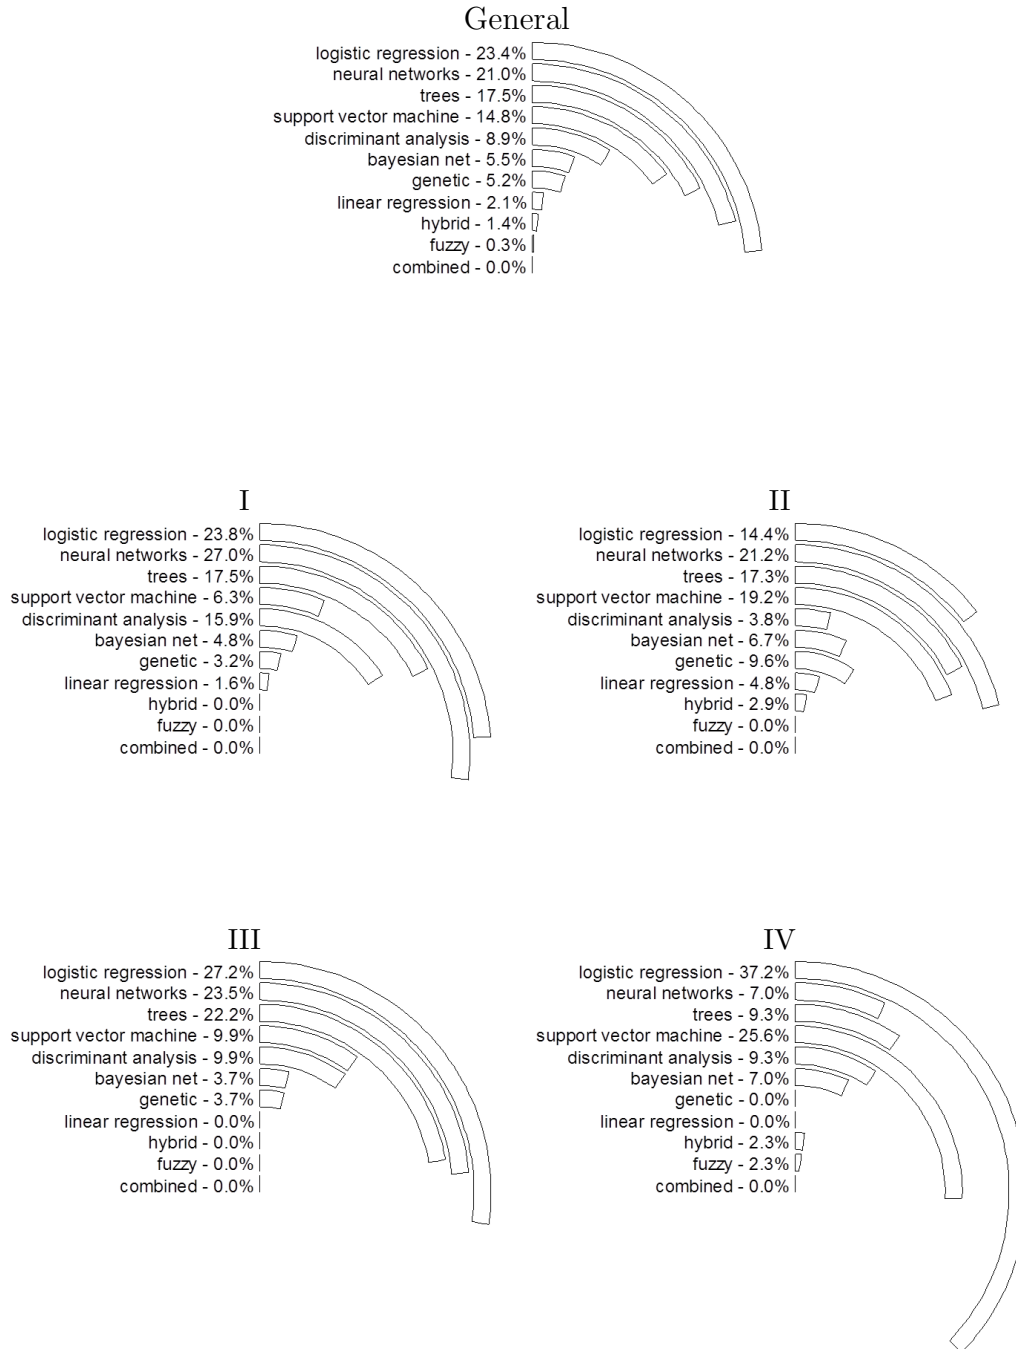 General
logistic regression - 23.4%
neural networks - 21.0%
trees - 17.5%
support vector machine - 14.8%
discriminant analysis - 8.9%
bayesian net - 5.5%
genetic - 5.2%
linear regression - 2.1%
hybrid - 1.4%
fuzzy - 0.3%
combined - 0.0%
I
logistic regression - 23.8%
neural networks - 27.0%
trees - 17.5%
support vector machine - 6.3%
discriminant analysis - 15.9%
bayesian net - 4.8%
genetic - 3.2%
linear regression - 1.6%
hybrid - 0.0%
fuzzy - 0.0%
combined - 0.0%
II
logistic regression - 14.4%
neural networks - 21.2%
trees - 17.3%
support vector machine - 19.2%
discriminant analysis - 3.8%
bayesian net - 6.7%
genetic - 9.6%
linear regression - 4.8%
hybrid - 2.9%
fuzzy - 0.0%
combined - 0.0%
III
logistic regression - 27.2%
neural networks - 23.5%
trees - 22.2%
support vector machine - 9.9%
discriminant analysis - 9.9%
bayesian net - 3.7%
genetic - 3.7%
linear regression - 0.0%
hybrid - 0.0%
fuzzy - 0.0%
combined - 0.0%
IV
logistic regression - 37.2%
neural networks - 7.0%
trees - 9.3%
support vector machine - 25.6%
discriminant analysis - 9.3%
bayesian net - 7.0%
genetic - 0.0%
linear regression - 0.0%
hybrid - 2.3%
fuzzy - 2.3%
combined - 0.0%